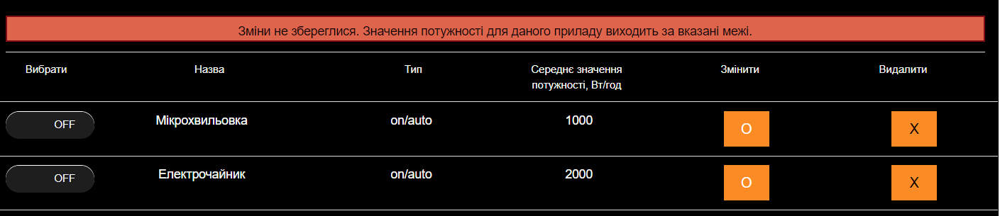 Зміни не збереглися. Значення потужності для даного приладу виходить за вказані межі.
Вибрати Назва Тип Середнє значення потужності, Вт/год Змінити Видалити
OFF Мікрохвильовка on/auto 1000 O X
OFF Електрочайник on/auto 2000 O X